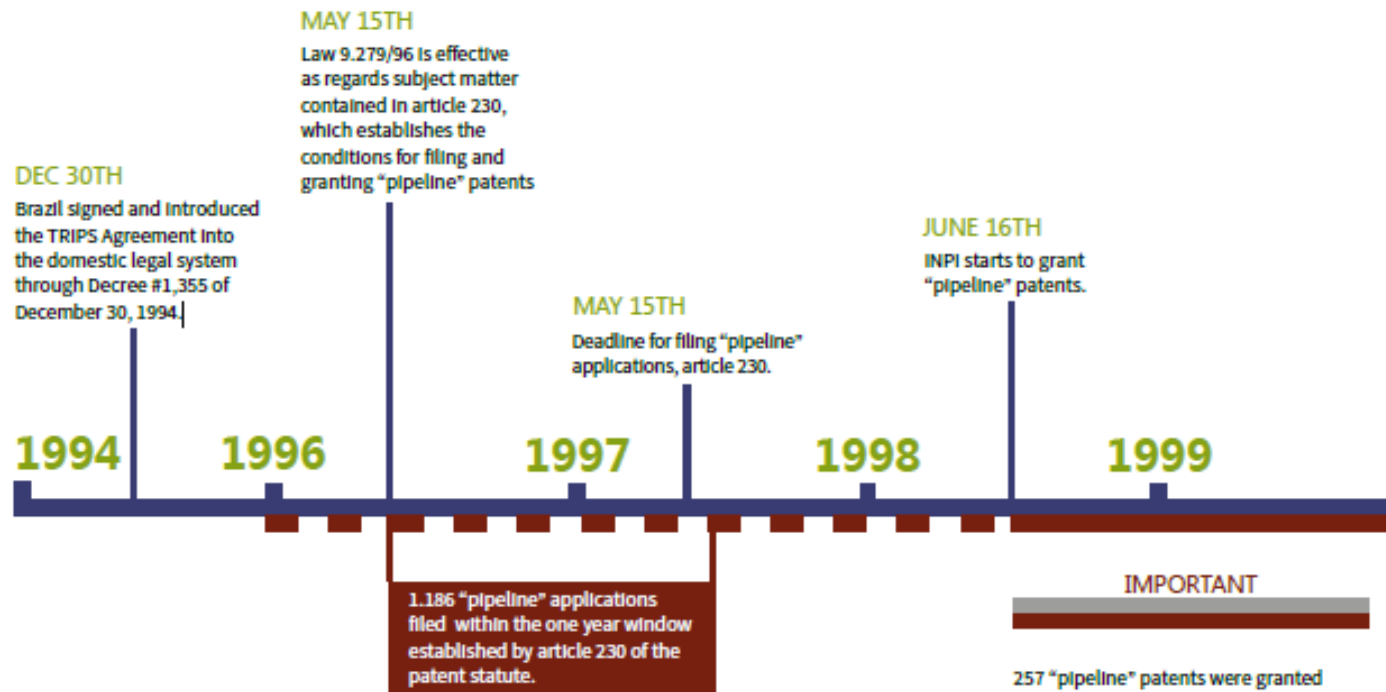 MAY 15TH
Law 9.279/96 is effective
as regards subject matter
contained in article 230,
which establishes the
conditions for filing and
granting “pipeline” patents
DEC 30TH
Brazil signed and introduced
the TRIPS Agreement into
the domestic legal system
through Decree #1,355 of
December 30, 1994.
JUNE 16TH
INPI starts to grant
“pipeline” patents.
MAY 15TH
Deadline for filing “pipeline”
applications, article 230.
1994
1996
1997
1998
1999
1.186 “pipeline” applications
filed within the one year window
established by article 230 of the
patent statute.
IMPORTANT
257 “pipeline” patents were granted